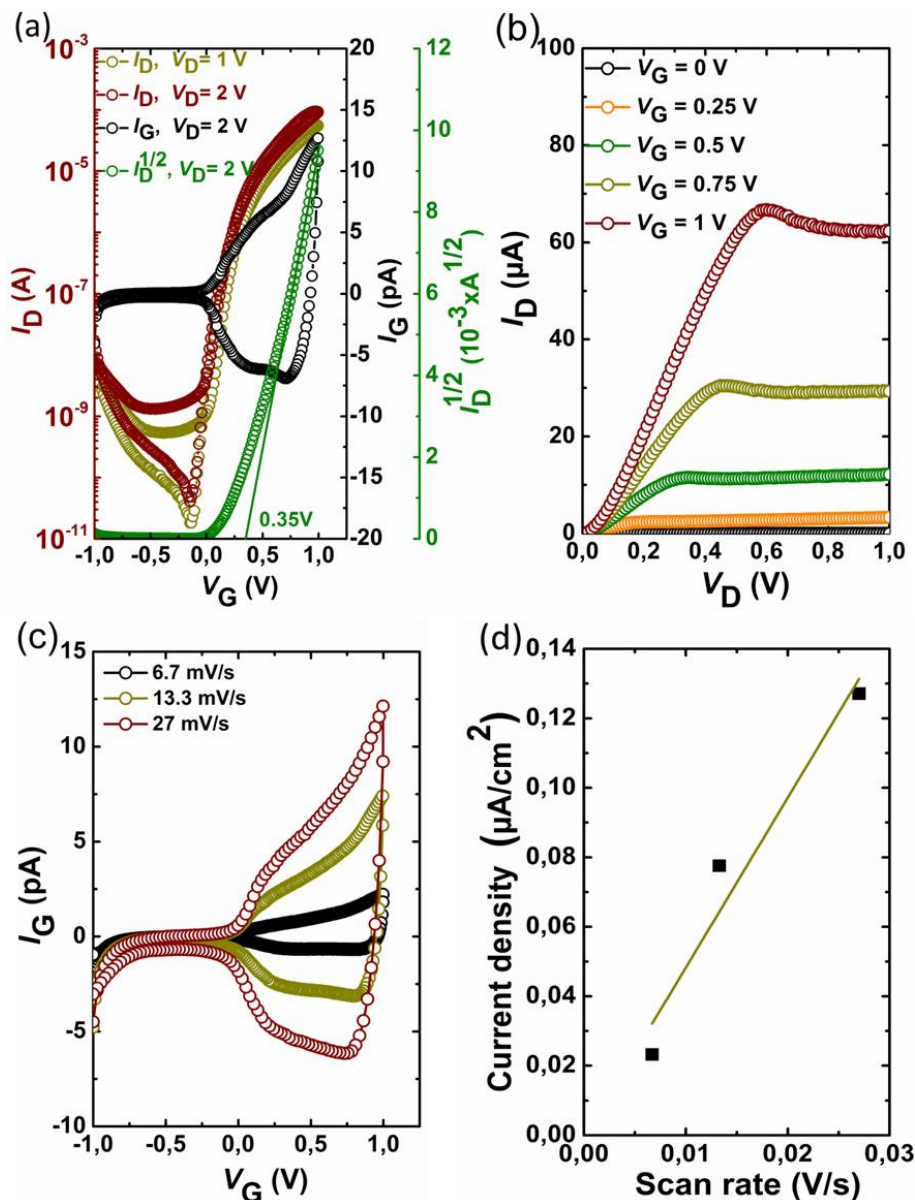 (a)
I_D, V_D = 1 V
I_D, V_D = 2 V
I_G, V_D = 2 V
I_D^1/2, V_D = 2 V
10^-3
10^-5
10^-7
10^-9
10^-11
I_D (A)
20
15
10
5
0
-5
-10
-15
-20
I_G (pA)
12
10
8
6
4
2
0
I_D^1/2 (10^-3 xA^1/2)
0.35V
-1,0 -0,5 0,0 0,5 1,0
V_G (V)
(b)
V_G = 0 V
V_G = 0.25 V
V_G = 0.5 V
V_G = 0.75 V
V_G = 1 V
100
80
60
40
20
0
I_D (µA)
0,0 0,2 0,4 0,6 0,8 1,0
V_D (V)
(c)
6.7 mV/s
13.3 mV/s
27 mV/s
15
10
5
0
-5
-10
I_G (pA)
-1,0 -0,5 0,0 0,5 1,0
V_G (V)
(d)
0,14
0,12
0,10
0,08
0,06
0,04
0,02
0,00
Current density (µA/cm²)
0,00 0,01 0,02 0,03
Scan rate (V/s)